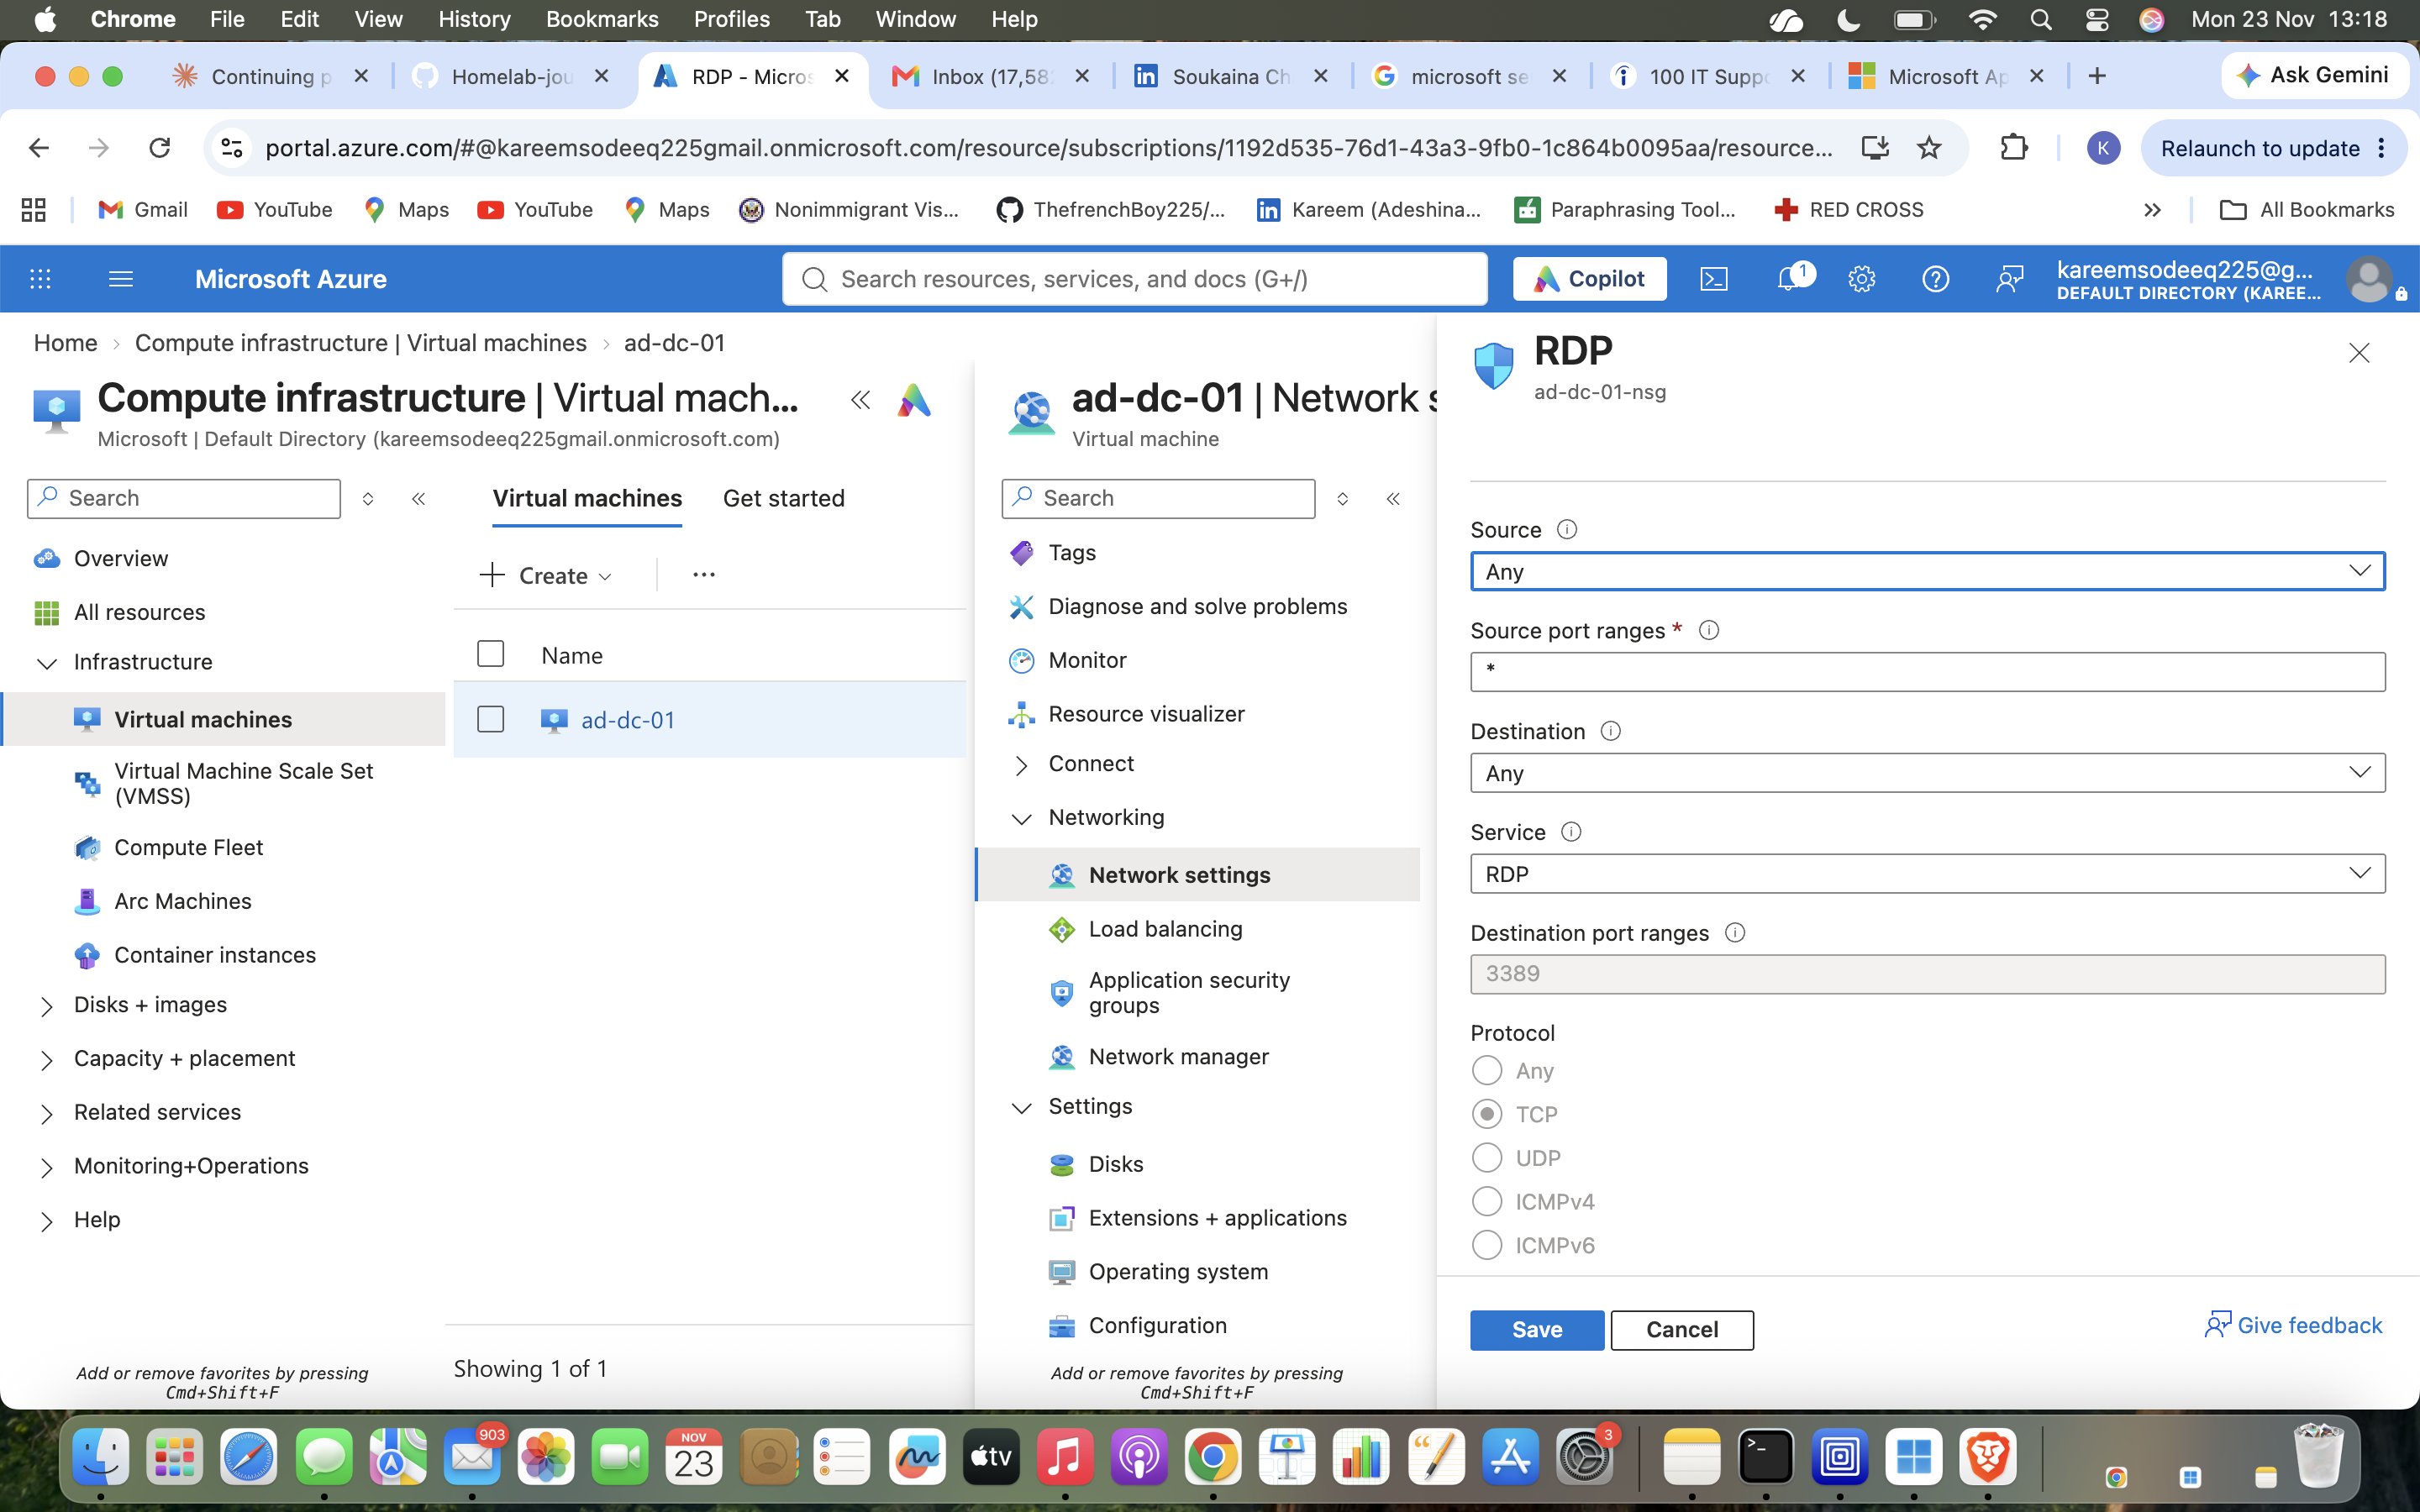 Chrome File Edit View History Bookmarks Profiles Tab Window Help Mon 23 Nov 13:18
Continuing p Homelab-jou RDP - Micros Inbox (17,58 Soukaina Ch microsoft se 100 IT Suppo Microsoft Ap Ask Gemini
portal.azure.com/#@kareemsodeeq225gmail.onmicrosoft.com/resource/subscriptions/1192d535-76d1-43a3-9fb0-1c864b0095aa/resource... K Relaunch to update
Gmail YouTube Maps YouTube Maps Nonimmigrant Vis... ThefrenchBoy225/... Kareem (Adeshina... Paraphrasing Tool... RED CROSS All Bookmarks
Microsoft Azure
Search resources, services, and docs (G+/)
Copilot
1
kareemsodeeq225@g...
DEFAULT DIRECTORY (KAREE...
Home > Compute infrastructure | Virtual machines > ad-dc-01
Compute infrastructure | Virtual mach...
Microsoft | Default Directory (kareemsodeeq225gmail.onmicrosoft.com)
Search
Overview
All resources
Infrastructure
Virtual machines
Virtual Machine Scale Set
(VMSS)
Compute Fleet
Arc Machines
Container instances
Disks + images
Capacity + placement
Related services
Monitoring+Operations
Help
Add or remove favorites by pressing
Cmd+Shift+F
Virtual machines Get started
+ Create ...
Name
ad-dc-01
Showing 1 of 1
ad-dc-01 | Network s
Virtual machine
Search
Tags
Diagnose and solve problems
Monitor
Resource visualizer
Connect
Networking
Network settings
Load balancing
Application security
groups
Network manager
Settings
Disks
Extensions + applications
Operating system
Configuration
Add or remove favorites by pressing
Cmd+Shift+F
RDP
ad-dc-01-nsg
Source
Any
Source port ranges *
*
Destination
Any
Service
RDP
Destination port ranges
3389
Protocol
Any
TCP
UDP
ICMPv4
ICMPv6
Save Cancel
Give feedback
903
NOV
23
tv
3